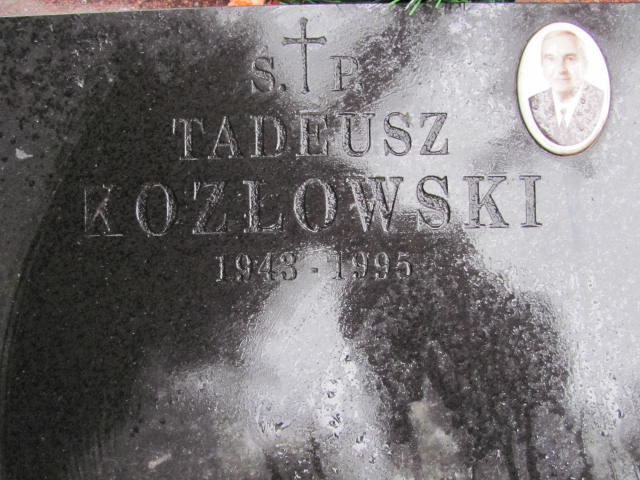 Ś. P.
TADEUSZ
KOZŁOWSKI
1943 - 1995